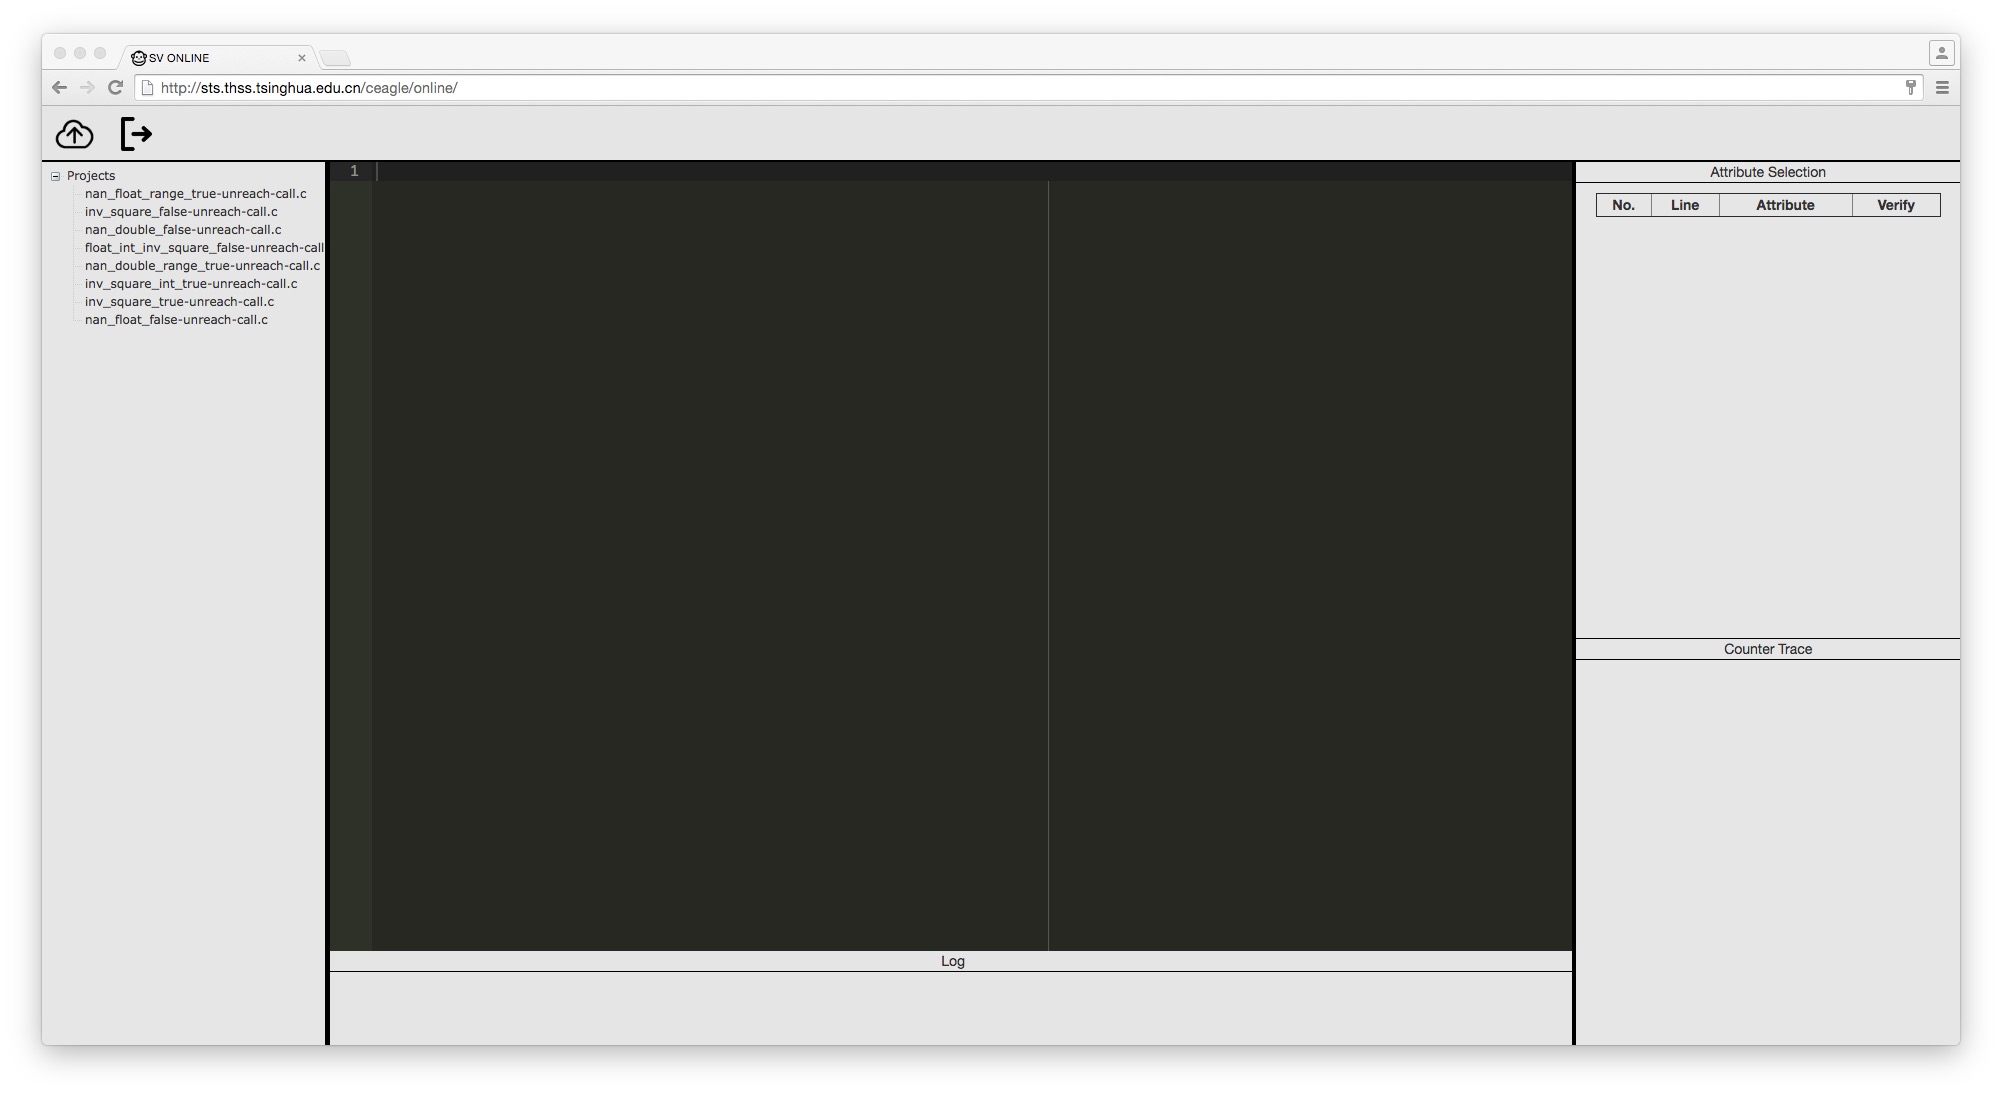 SV ONLINE
http://sts.thss.tsinghua.edu.cn/ceagle/online/
Projects
nan_float_range_true-unreach-call.c
inv_square_false-unreach-call.c
nan_double_false-unreach-call.c
float_int_inv_square_false-unreach-call
nan_double_range_true-unreach-call.c
inv_square_int_true-unreach-call.c
inv_square_true-unreach-call.c
nan_float_false-unreach-call.c
1
Log
Attribute Selection
No. Line Attribute Verify
Counter Trace